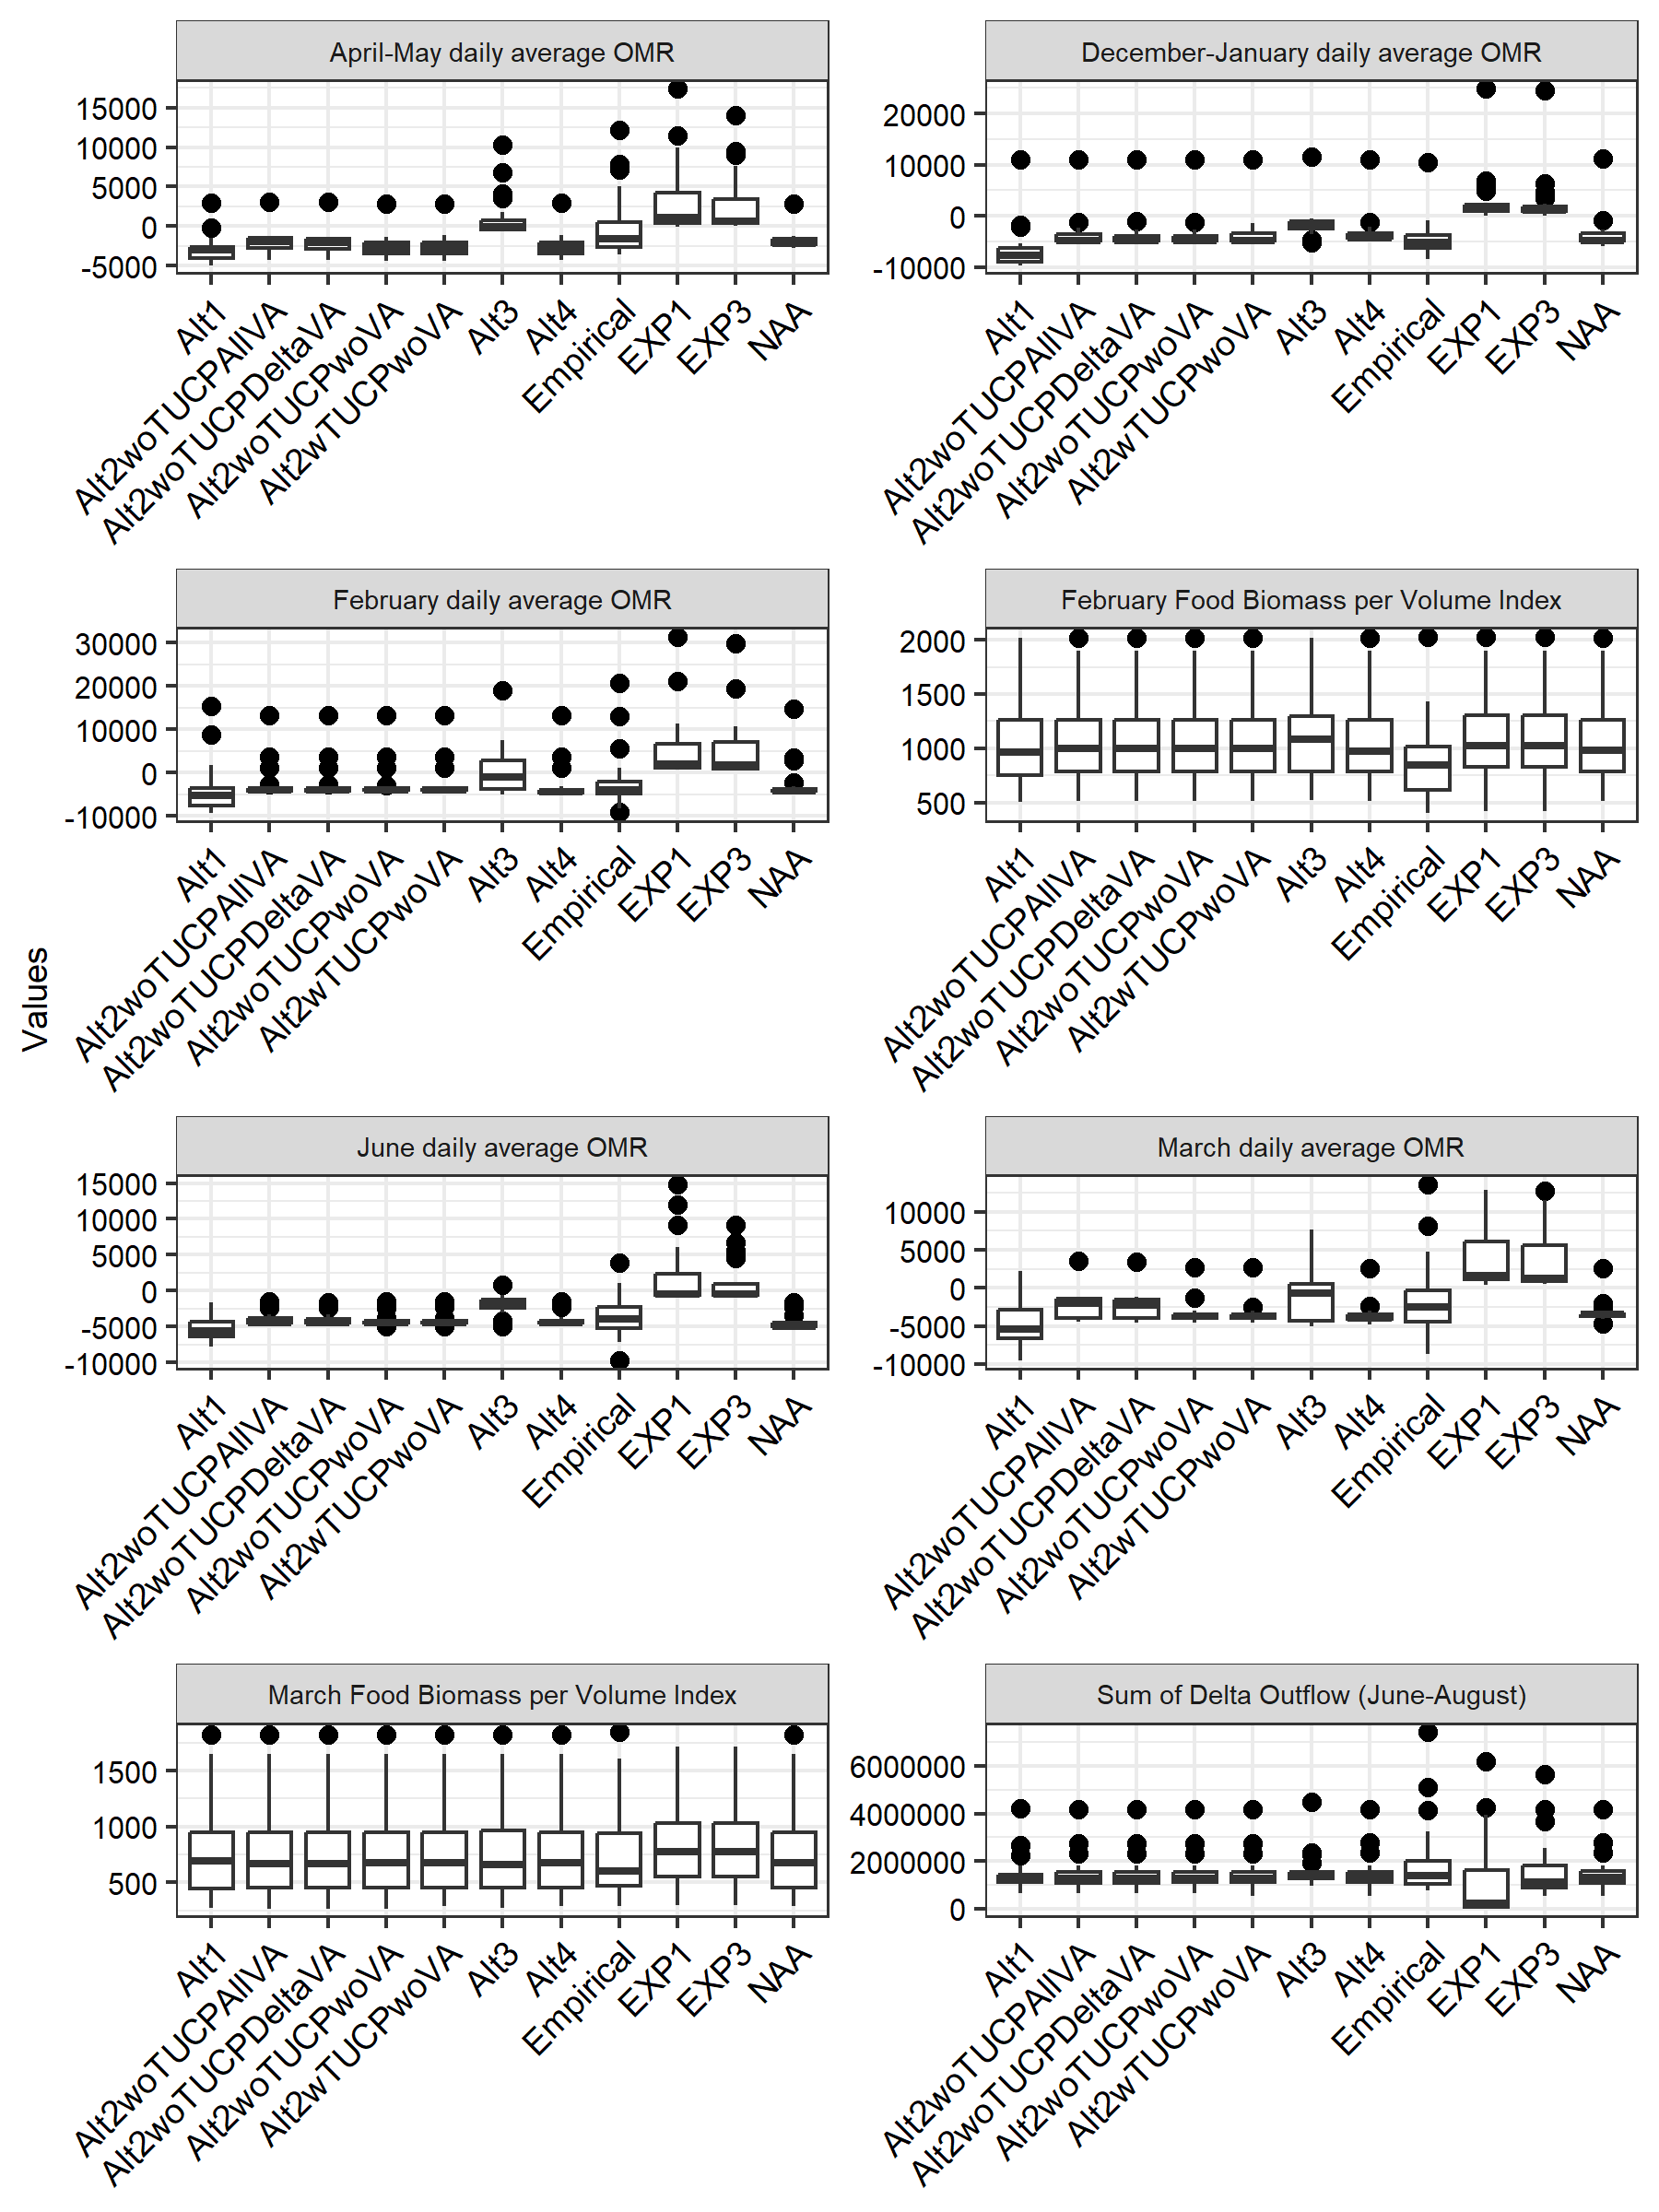 Values
April-May daily average OMR
15000
10000
5000
0
-5000
Alt1
Alt2woTUCPAllVA
Alt2woTUCPDeltaVA
Alt2woTUCPwoVA
Alt2wTUCPwoVA
Alt3
Alt4
Empirical
EXP1
EXP3
NAA
December-January daily average OMR
20000
10000
0
-10000
Alt1
Alt2woTUCPAllVA
Alt2woTUCPDeltaVA
Alt2woTUCPwoVA
Alt2wTUCPwoVA
Alt3
Alt4
Empirical
EXP1
EXP3
NAA
February daily average OMR
30000
20000
10000
0
-10000
Alt1
Alt2woTUCPAllVA
Alt2woTUCPDeltaVA
Alt2woTUCPwoVA
Alt2wTUCPwoVA
Alt3
Alt4
Empirical
EXP1
EXP3
NAA
February Food Biomass per Volume Index
2000
1500
1000
500
Alt1
Alt2woTUCPAllVA
Alt2woTUCPDeltaVA
Alt2woTUCPwoVA
Alt2wTUCPwoVA
Alt3
Alt4
Empirical
EXP1
EXP3
NAA
June daily average OMR
15000
10000
5000
0
-5000
-10000
Alt1
Alt2woTUCPAllVA
Alt2woTUCPDeltaVA
Alt2woTUCPwoVA
Alt2wTUCPwoVA
Alt3
Alt4
Empirical
EXP1
EXP3
NAA
March daily average OMR
10000
5000
0
-5000
-10000
Alt1
Alt2woTUCPAllVA
Alt2woTUCPDeltaVA
Alt2woTUCPwoVA
Alt2wTUCPwoVA
Alt3
Alt4
Empirical
EXP1
EXP3
NAA
March Food Biomass per Volume Index
1500
1000
500
Alt1
Alt2woTUCPAllVA
Alt2woTUCPDeltaVA
Alt2woTUCPwoVA
Alt2wTUCPwoVA
Alt3
Alt4
Empirical
EXP1
EXP3
NAA
Sum of Delta Outflow (June-August)
6000000
4000000
2000000
0
Alt1
Alt2woTUCPAllVA
Alt2woTUCPDeltaVA
Alt2woTUCPwoVA
Alt2wTUCPwoVA
Alt3
Alt4
Empirical
EXP1
EXP3
NAA